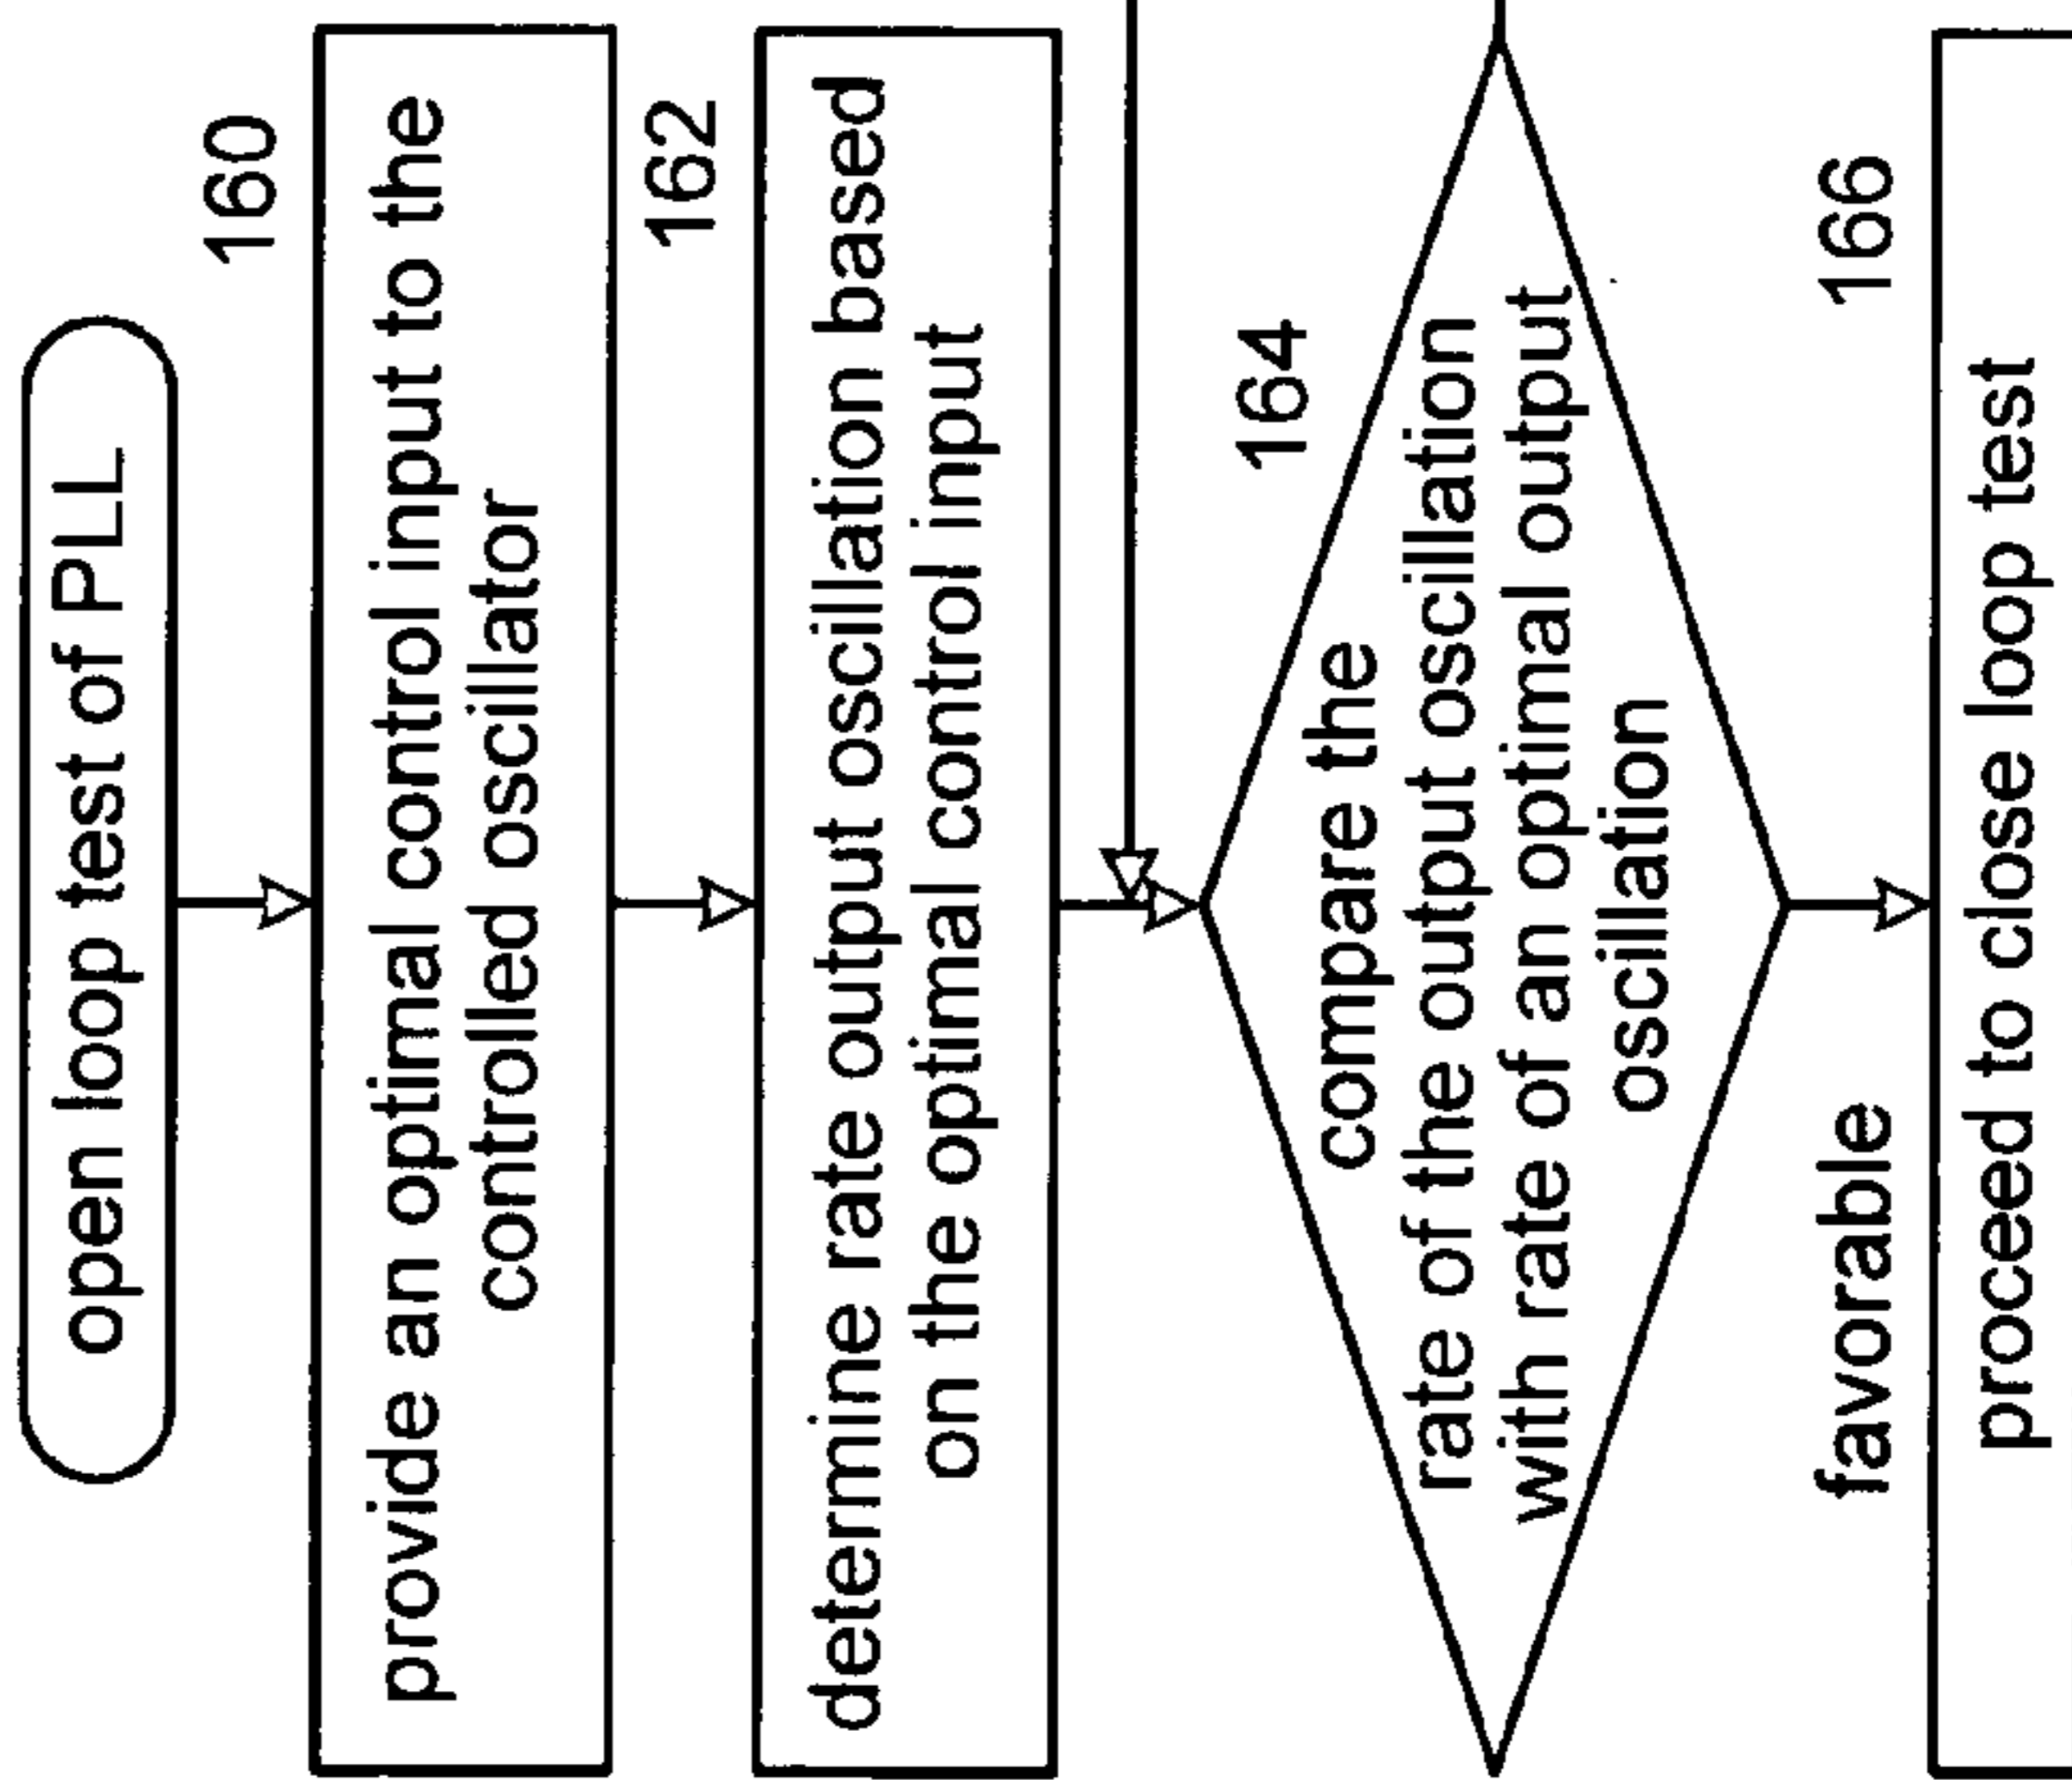 open loop test of PLL
160
provide an optimal control input to the
controlled oscillator
162
determine rate output oscillation based
on the optimal control input
164
compare the
rate of the output oscillation
with rate of an optimal output
oscillation
favorable
166
proceed to close loop test